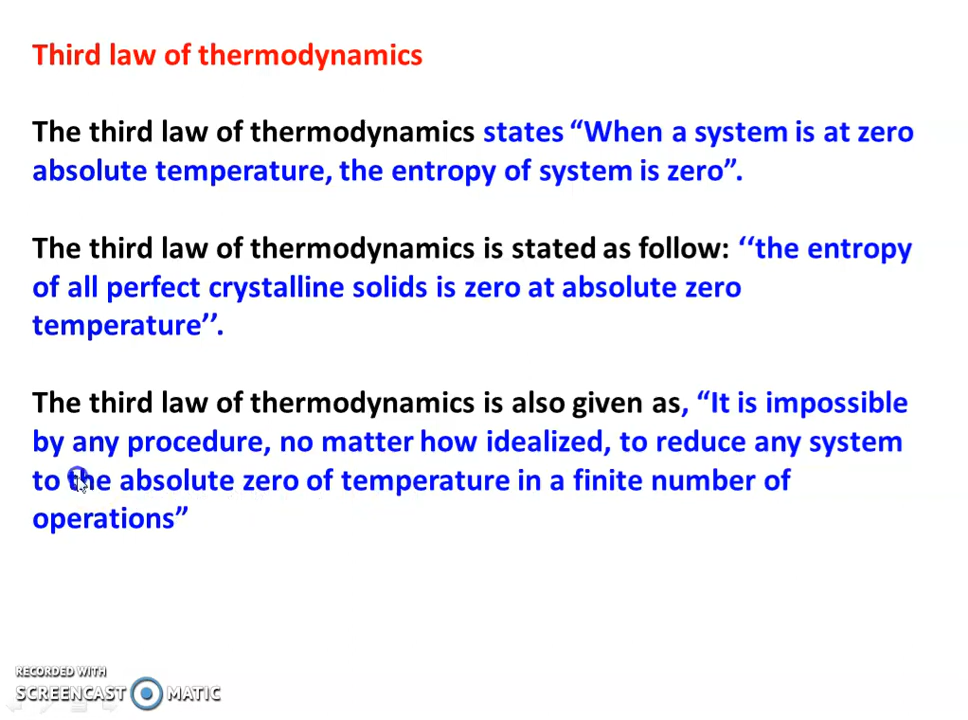 Third law of thermodynamics
The third law of thermodynamics states “When a system is at zero
absolute temperature, the entropy of system is zero”.
The third law of thermodynamics is stated as follow: ‘‘the entropy
of all perfect crystalline solids is zero at absolute zero
temperature’’.
The third law of thermodynamics is also given as, “It is impossible
by any procedure, no matter how idealized, to reduce any system
to the absolute zero of temperature in a finite number of
operations”
RECORDED WITH
SCREENCAST MATIC